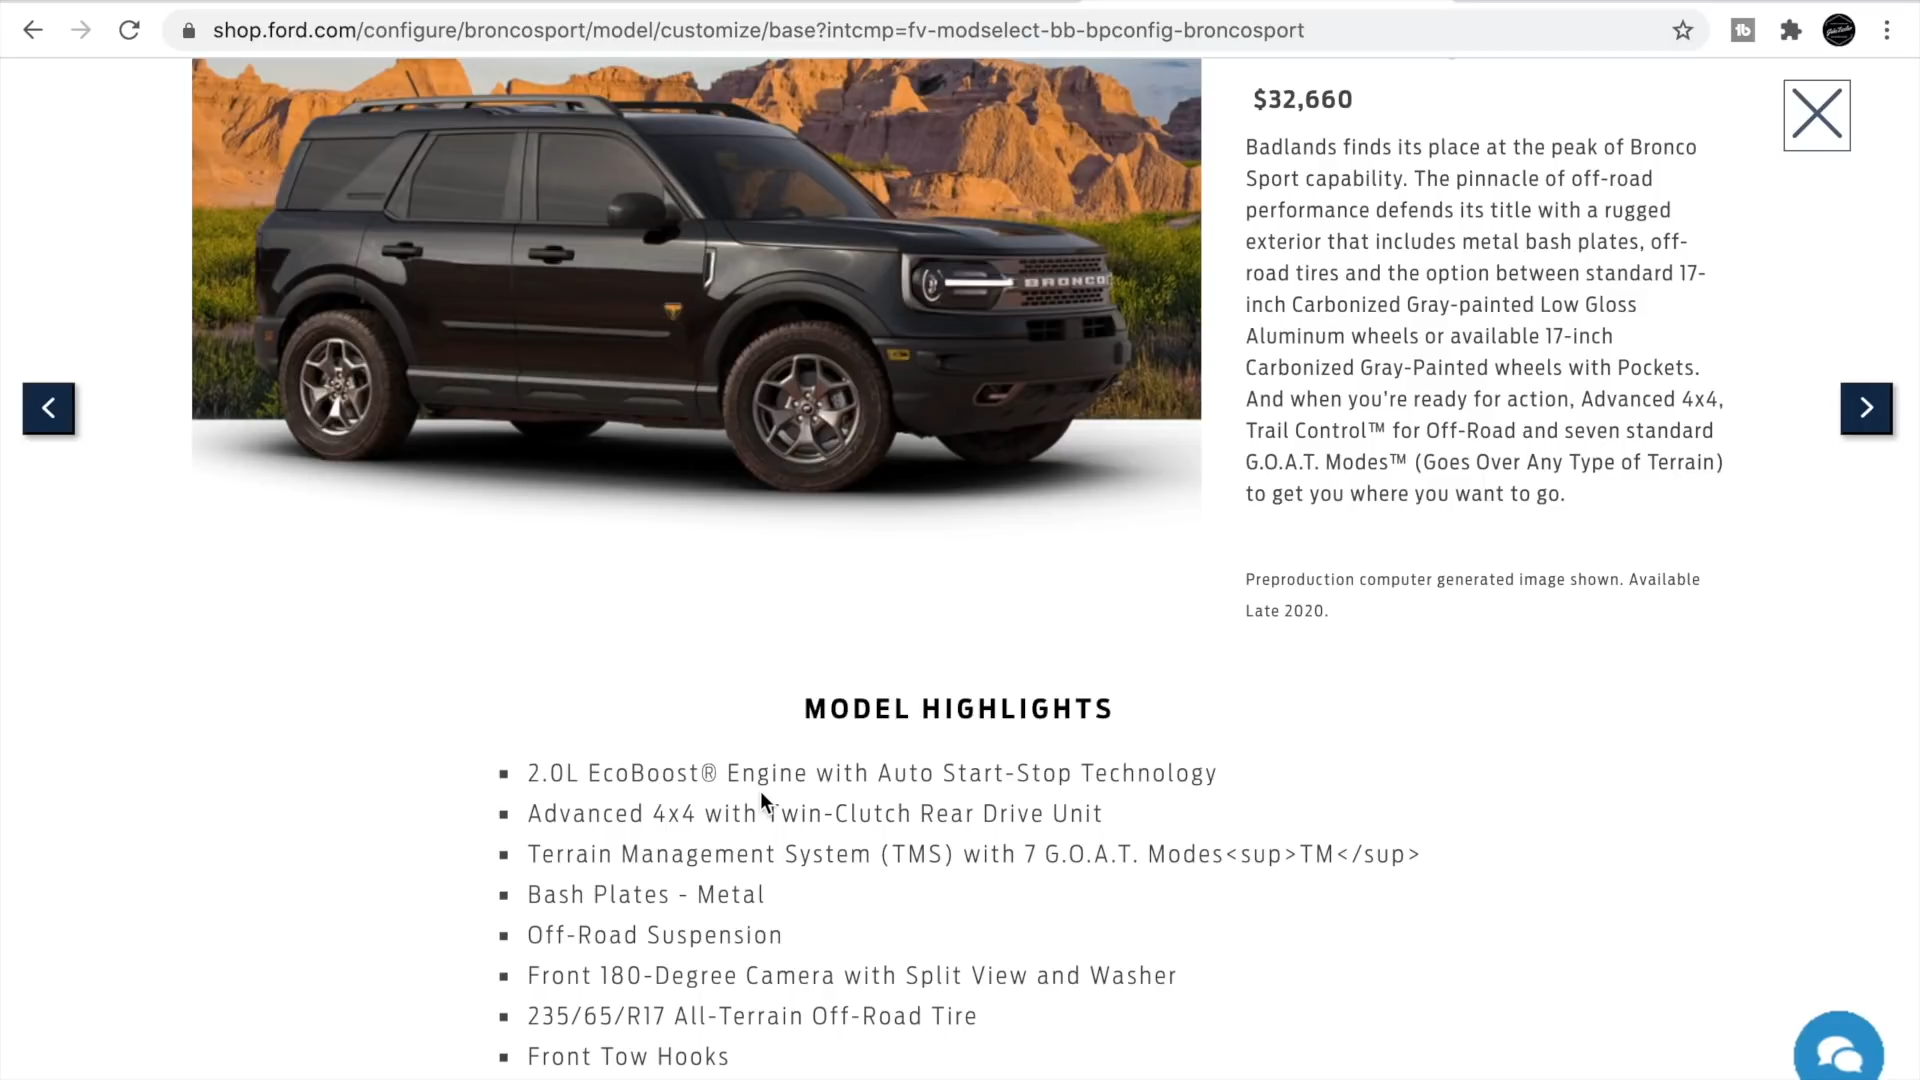 shop.ford.com/configure/broncosport/model/customize/base?intcmp=fv-modselect-bb-bpconfig-broncosport
$32,660
Badlands finds its place at the peak of Bronco
Sport capability. The pinnacle of off-road
performance defends its title with a rugged
exterior that includes metal bash plates, off-
road tires and the option between standard 17-
inch Carbonized Gray-painted Low Gloss
Aluminum wheels or available 17-inch
Carbonized Gray-Painted wheels with Pockets.
And when you're ready for action, Advanced 4x4,
Trail Control™ for Off-Road and seven standard
G.O.A.T. Modes™ (Goes Over Any Type of Terrain)
to get you where you want to go.
Preproduction computer generated image shown. Available
Late 2020.
BRONCO
MODEL HIGHLIGHTS
2.0L EcoBoost® Engine with Auto Start-Stop Technology
Advanced 4x4 with Twin-Clutch Rear Drive Unit
Terrain Management System (TMS) with 7 G.O.A.T. Modes<sup>TM</sup>
Bash Plates - Metal
Off-Road Suspension
Front 180-Degree Camera with Split View and Washer
235/65/R17 All-Terrain Off-Road Tire
Front Tow Hooks